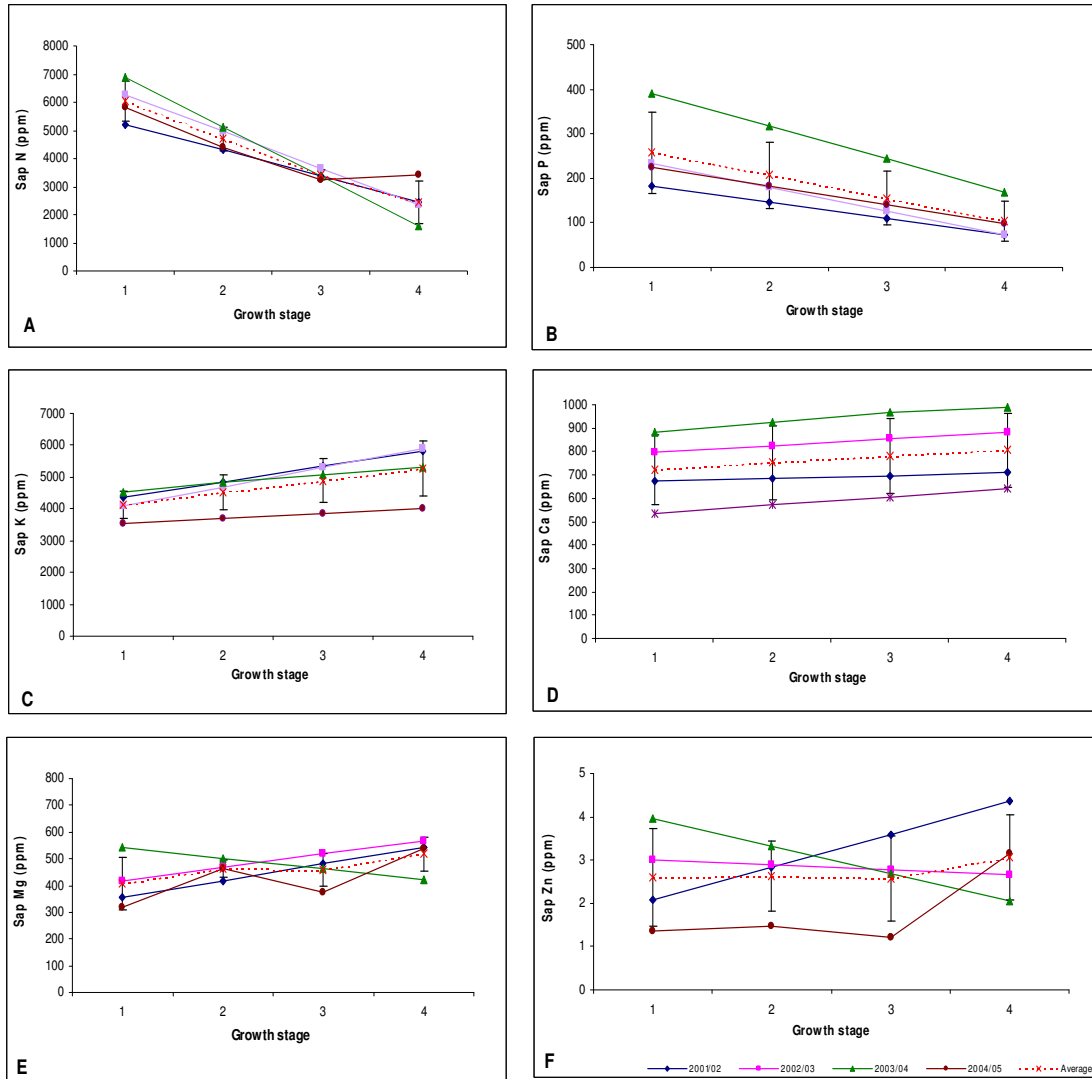 8000
7000
6000
5000
4000
3000
2000
1000
0
Sap N (ppm)
1 2 3 4
Growth stage
A
500
400
300
200
100
0
Sap P (ppm)
1 2 3 4
Growth stage
B
7000
6000
5000
4000
3000
2000
1000
0
Sap K (ppm)
1 2 3 4
Growth stage
C
1000
900
800
700
600
500
400
300
200
100
0
Sap Ca (ppm)
1 2 3 4
Growth stage
D
800
700
600
500
400
300
200
100
0
Sap Mg (ppm)
1 2 3 4
Growth stage
E
5
4
3
2
1
0
Sap Zn (ppm)
1 2 3 4
Growth stage
F
2001/02 2002/03 2003/04 2004/05 Average